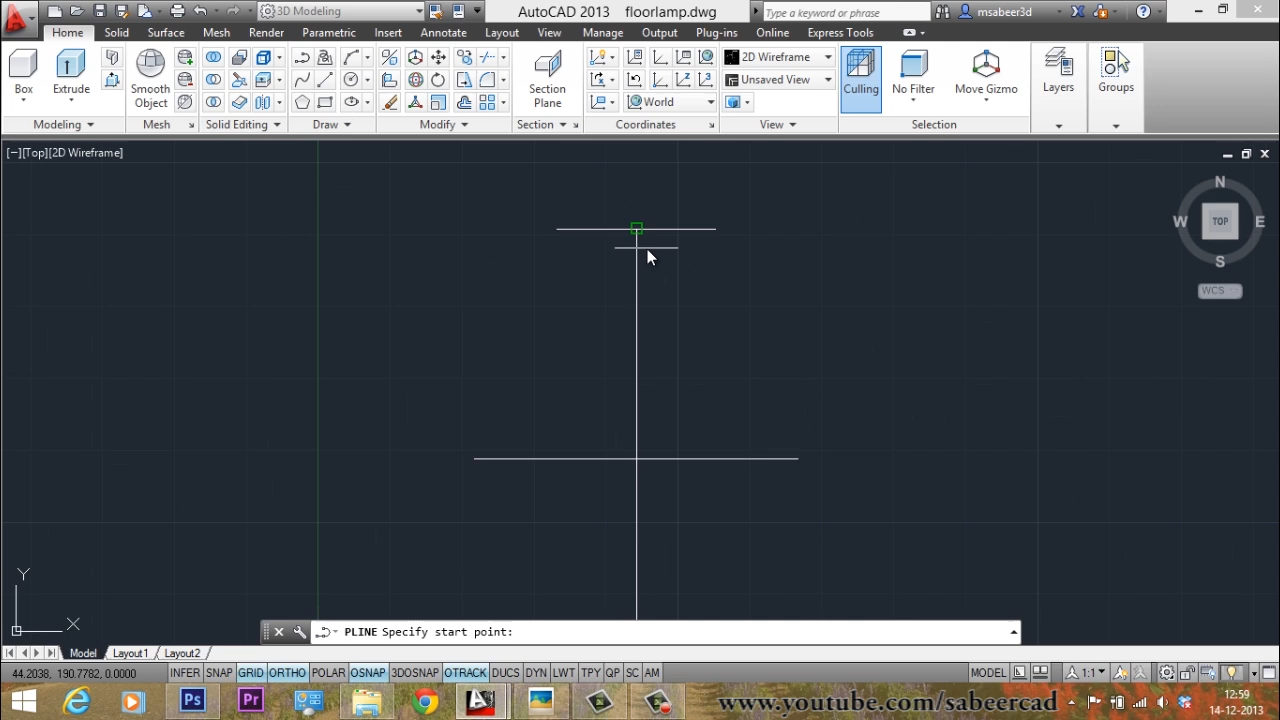 3D Modeling
AutoCAD 2013 floorlamp.dwg
Type a keyword or phrase
msabeer3d
Home Solid Surface Mesh Render Parametric Insert Annotate Layout View Manage Output Plug-ins Online Express Tools
2D Wireframe
Unsaved View
World
Box
Extrude
Smooth
Object
Section
Plane
Culling
No Filter
Move Gizmo
Layers
Groups
Modeling
Mesh
Solid Editing
Draw
Modify
Section
Coordinates
View
Selection
[−][Top][2D Wireframe]
N
W
TOP
E
S
WCS
Y
X
PLINE Specify start point:
Model Layout1 Layout2
44.2038, 190.7782, 0.0000
INFER SNAP GRID ORTHO POLAR OSNAP 3DOSNAP OTRACK DUCS DYN LWT TPY QP SC AM
MODEL
1:1
Ps
Pr
www.youtube.com/sabeercad
12:59
14-12-2013